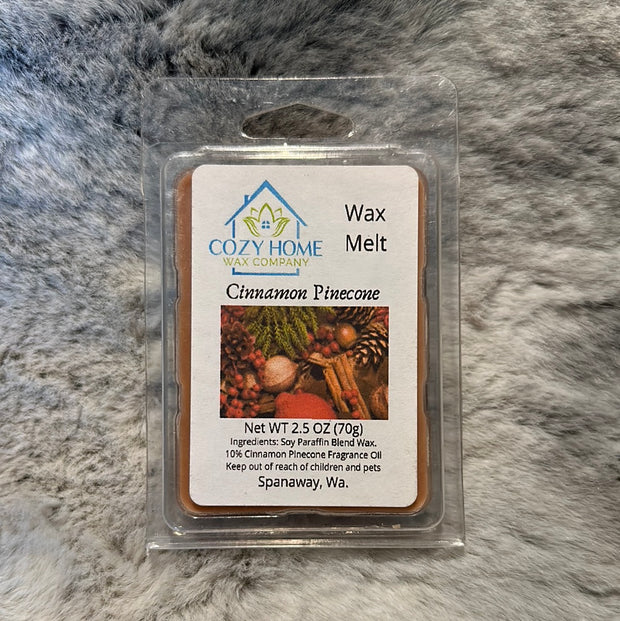 COZY HOME
WAX COMPANY
Wax
Melt
Cinnamon Pinecone
Net WT 2.5 OZ (70g)
Ingredients: Soy Paraffin Blend Wax.
10% Cinnamon Pinecone Fragrance Oil
Keep out of reach of children and pets
Spanaway, Wa.